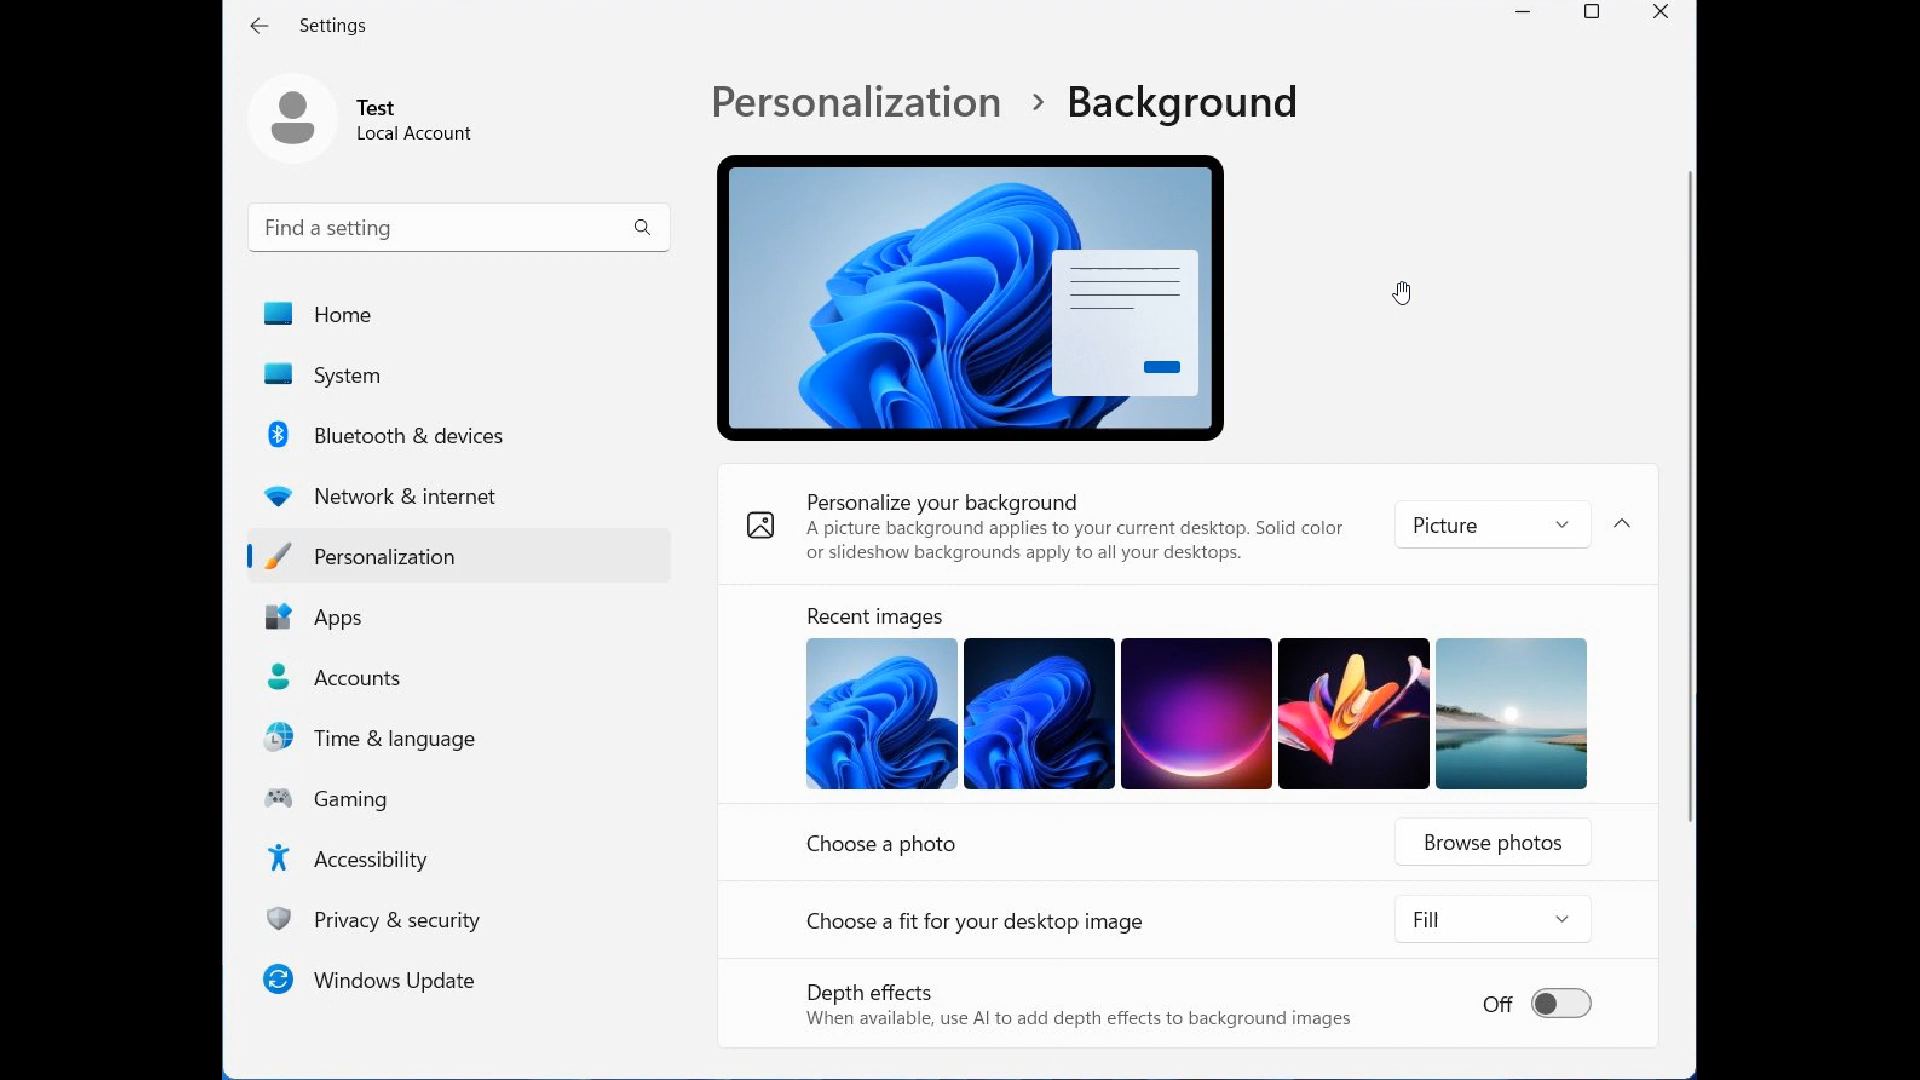 Settings
Test
Local Account
Find a setting
Home
System
Bluetooth & devices
Network & internet
Personalization
Apps
Accounts
Time & language
Gaming
Accessibility
Privacy & security
Windows Update
Personalization > Background
Personalize your background
A picture background applies to your current desktop. Solid color
or slideshow backgrounds apply to all your desktops.
Picture
Recent images
Choose a photo
Browse photos
Choose a fit for your desktop image
Fill
Depth effects
When available, use AI to add depth effects to background images
Off